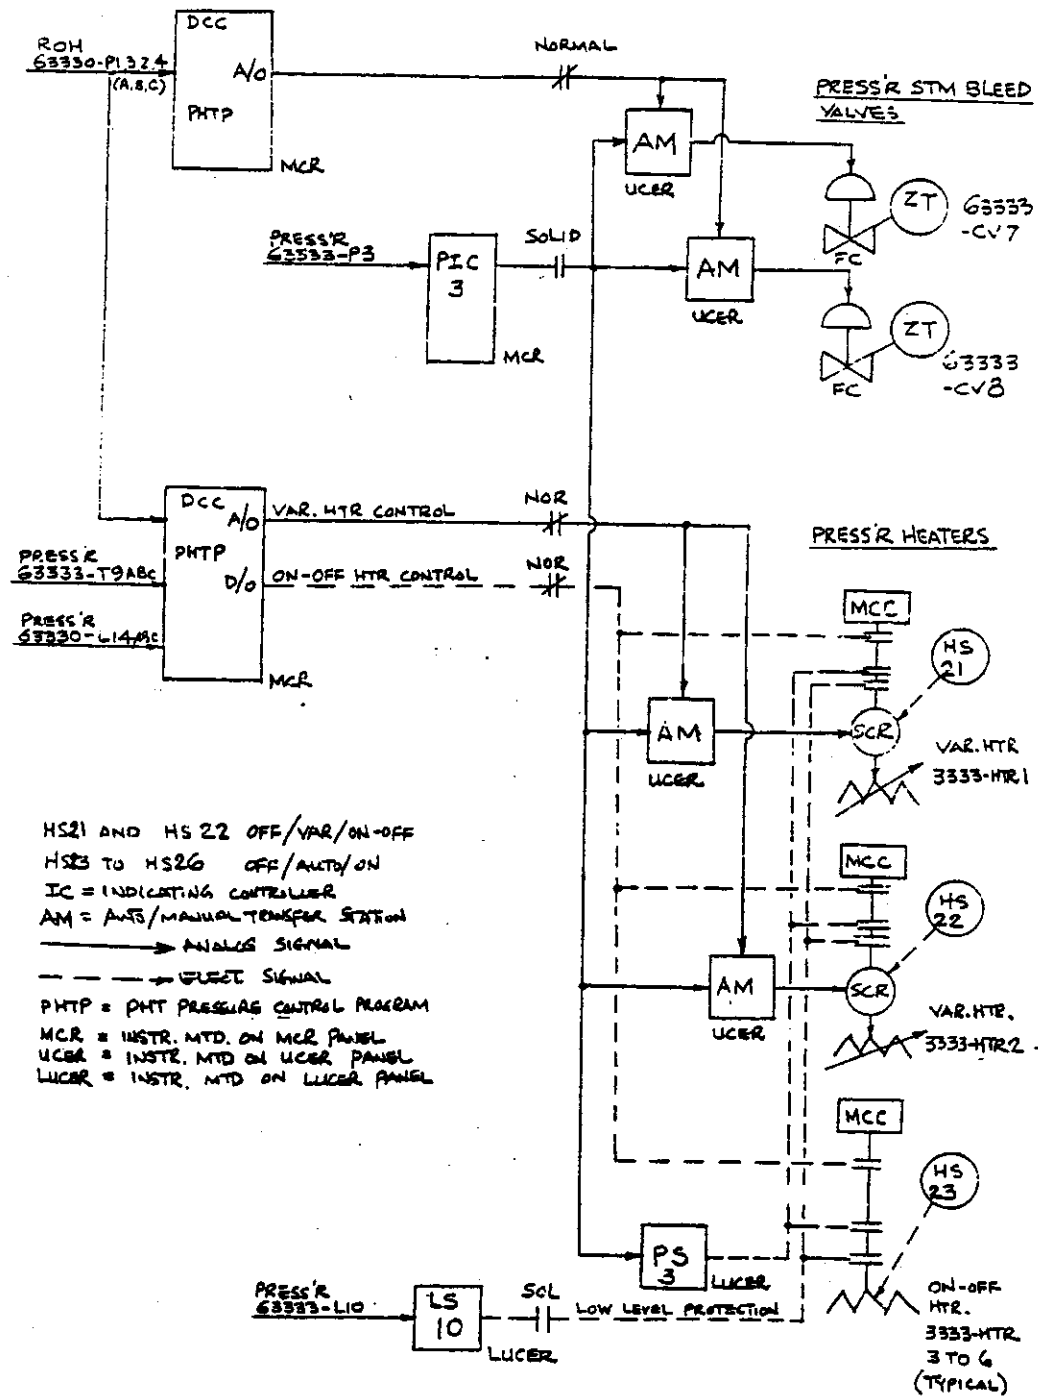 DCC
ROH
63330-P1,3,2,4
(A,B,C)
A/O
PHTP
MCR
NORMAL
PRESS'R STM BLEED
VALVES
AM
UCER
ZT
63333
-CV7
FC
PRESS'R
63533-P3
PIC
3
MCR
SOLID
AM
UCER
ZT
63333
-CV8
FC
DCC
A/O
VAR. HTR CONTROL
NOR
PHTP
D/O
ON-OFF HTR CONTROL
NOR
PRESS'R
63333-T9ABC
PRESS'R
63330-L14ABC
MCR
PRESS'R HEATERS
MCC
HS
21
AM
UCER
SCR
VAR. HTR
3333-HTR1
HS21 AND HS 22 OFF/VAR/ON-OFF
HS23 TO HS26 OFF/AUTO/ON
IC = INDICATING CONTROLLER
AM = AUTO/MANUAL TRANSFER STATION
ANALOG SIGNAL
ELECT SIGNAL
PHTP = PHT PRESSURE CONTROL PROGRAM
MCR = INSTR. MTD. ON MCR PANEL
UCER = INSTR. MTD ON UCER PANEL
LUCER = INSTR. MTD ON LUCER PANEL
MCC
HS
22
AM
UCER
SCR
VAR. HTR.
3333-HTR2
MCC
HS
23
PS
3
LUCER
PRESS'R
63333-L10
LS
10
LUCER
SOL
LOW LEVEL PROTECTION
ON-OFF
HTR.
3333-HTR
3 TO 6
(TYPICAL)